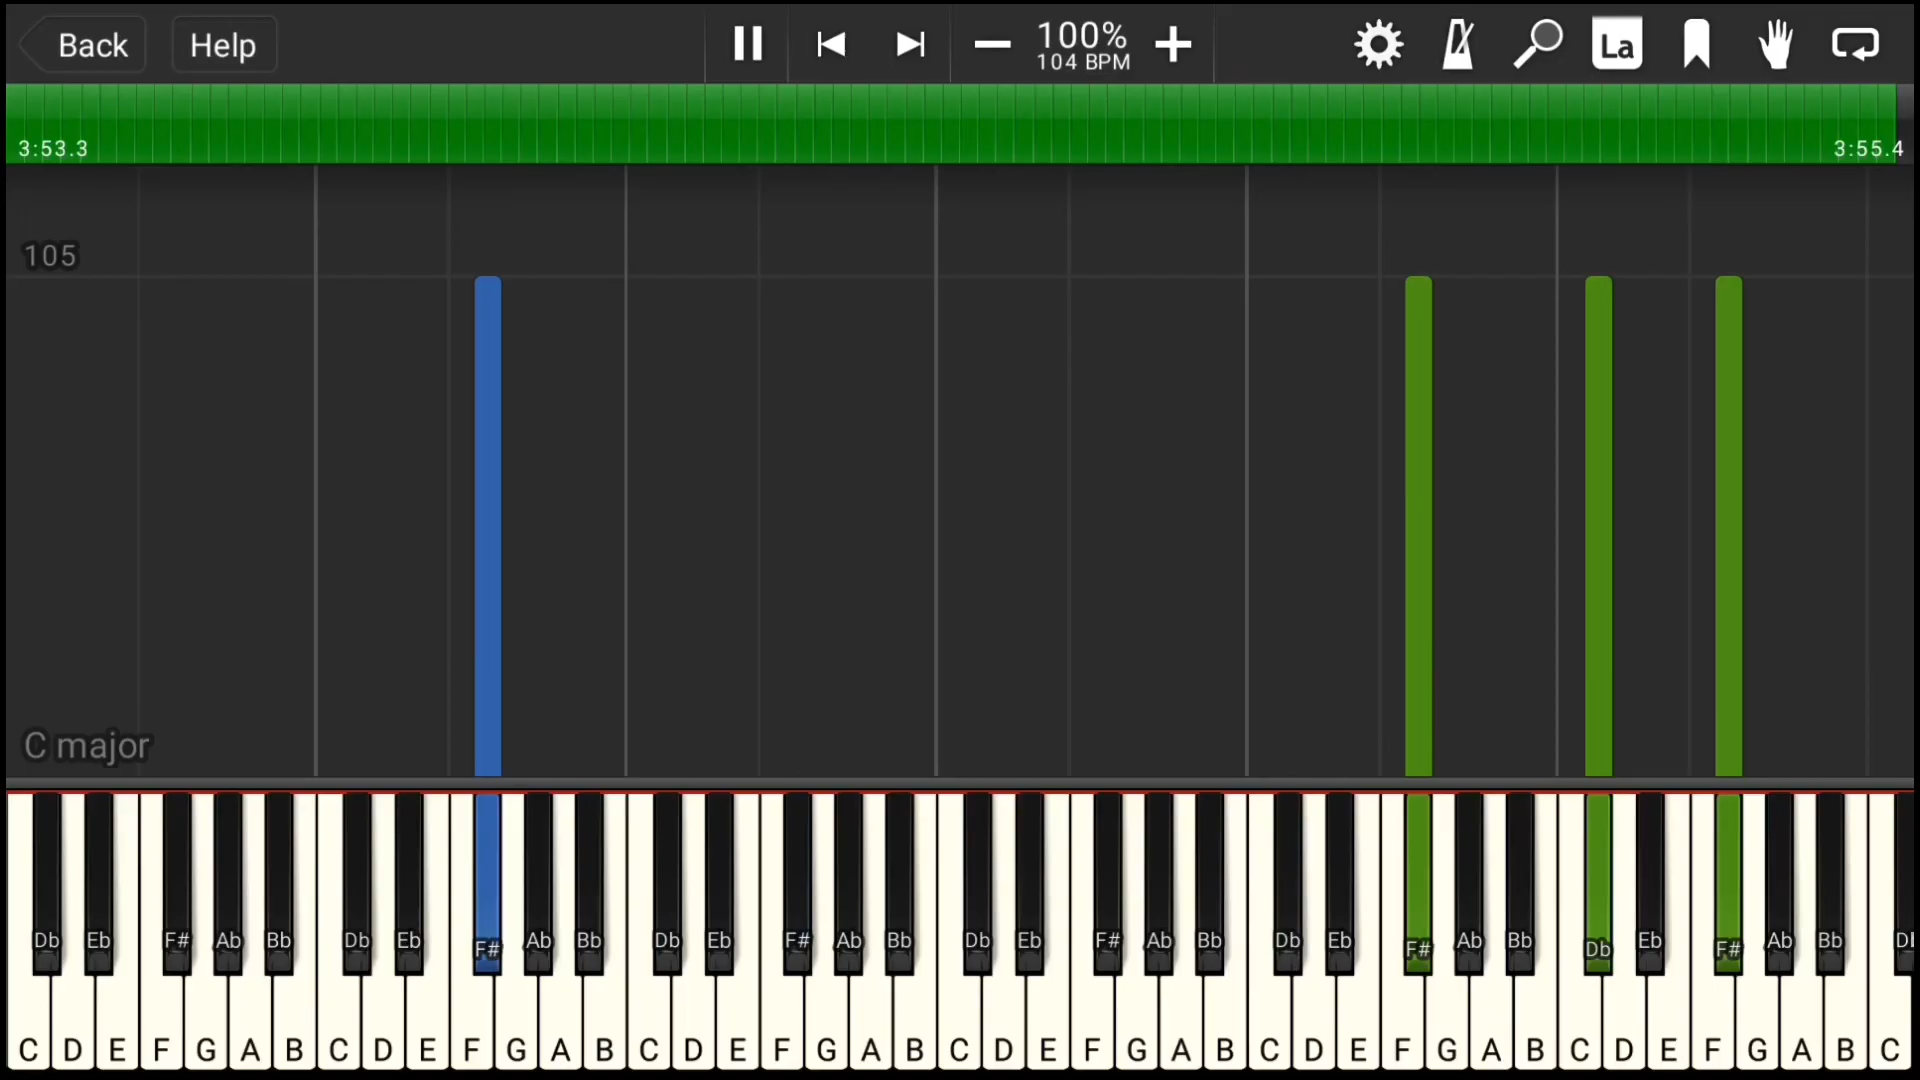 Back Help 100% La
104 BPM
3:53.3 3:55.4
105
C major
Db Eb F# Ab Bb Db Eb F# Ab Bb Db Eb F# Ab Bb Db Eb F# Ab Bb Db Eb F# Ab Bb Db Eb F# Ab Bb
C D E F G A B C D E F G A B C D E F G A B C D E F G A B C D E F G A B C D E F G A B C